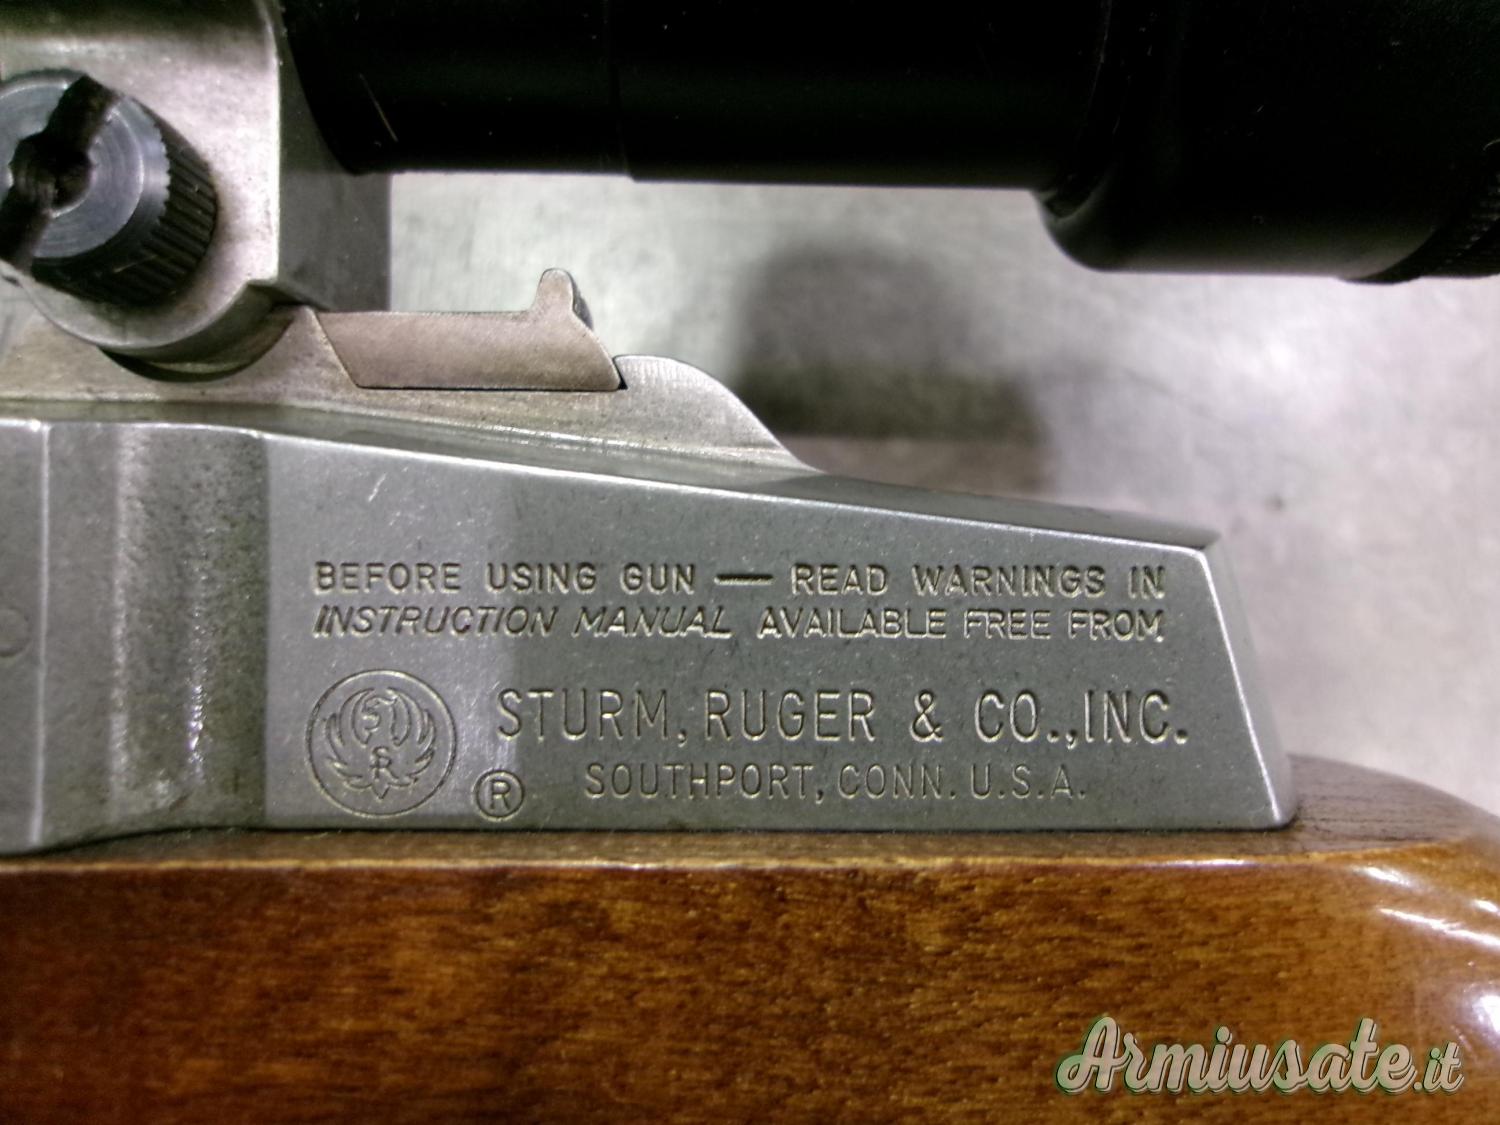 BEFORE USING GUN — READ WARNINGS IN
INSTRUCTION MANUAL AVAILABLE FREE FROM
STURM, RUGER & CO., INC.
®
SOUTHPORT, CONN. U.S.A.
Armiusate.it